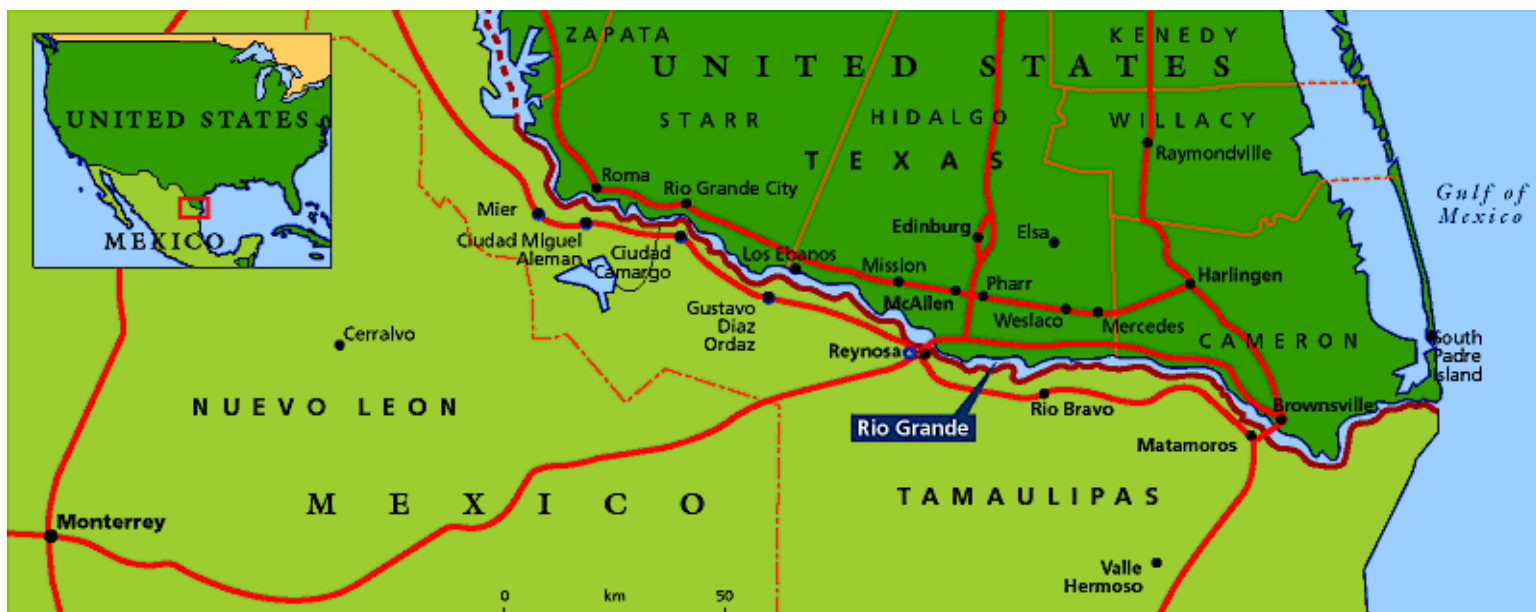 ZAPATA
KENEDY
UNITED STATES
UNITED STATES
STARR
HIDALGO
WILLACY
TEXAS
Raymondville
Roma
Rio Grande City
Gulf of
Mexico
Mier
MEXICO
Edinburg
Elsa
Ciudad Miguel
Aleman
Ciudad
Camargo
Los Ebanos
Mission
Harlingen
Pharr
McAllen
Weslaco
Mercedes
Gustavo
Diaz
Ordaz
Cerralvo
Reynosa
CAMERON
South
Padre
Island
NUEVO LEON
Rio Bravo
Brownsville
Rio Grande
Matamoros
MEXICO
TAMAULIPAS
Monterrey
Valle
Hermoso
0 km 50